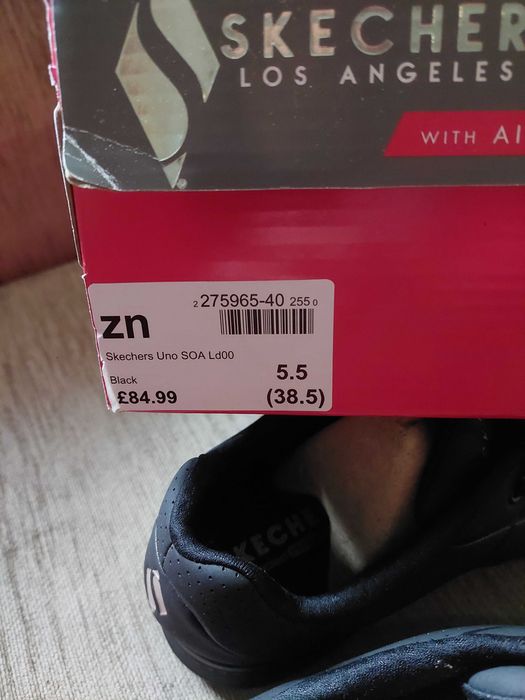 SKECHER
LOS ANGELES
WITH AI
2 275965-40 255 0
zn
Skechers Uno SOA Ld00
Black
5.5
£84.99
(38.5)
KECHE